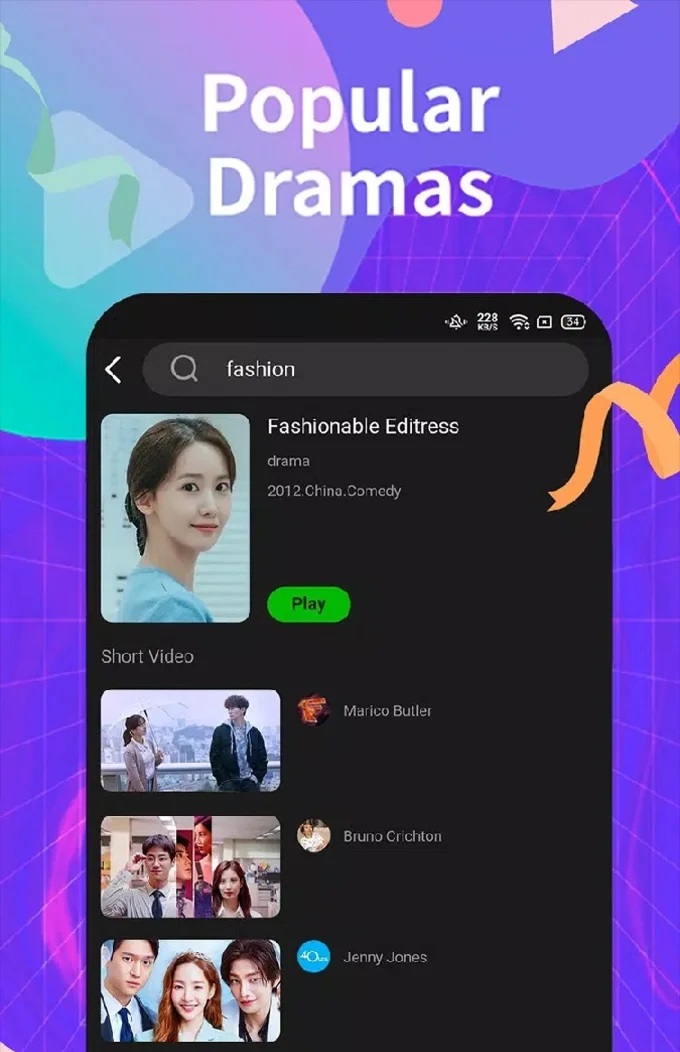 Popular
Dramas
228
KB/S
34
fashion
Fashionable Editress
drama
2012.China.Comedy
Play
Short Video
Marico Butler
Bruno Crichton
Jenny Jones